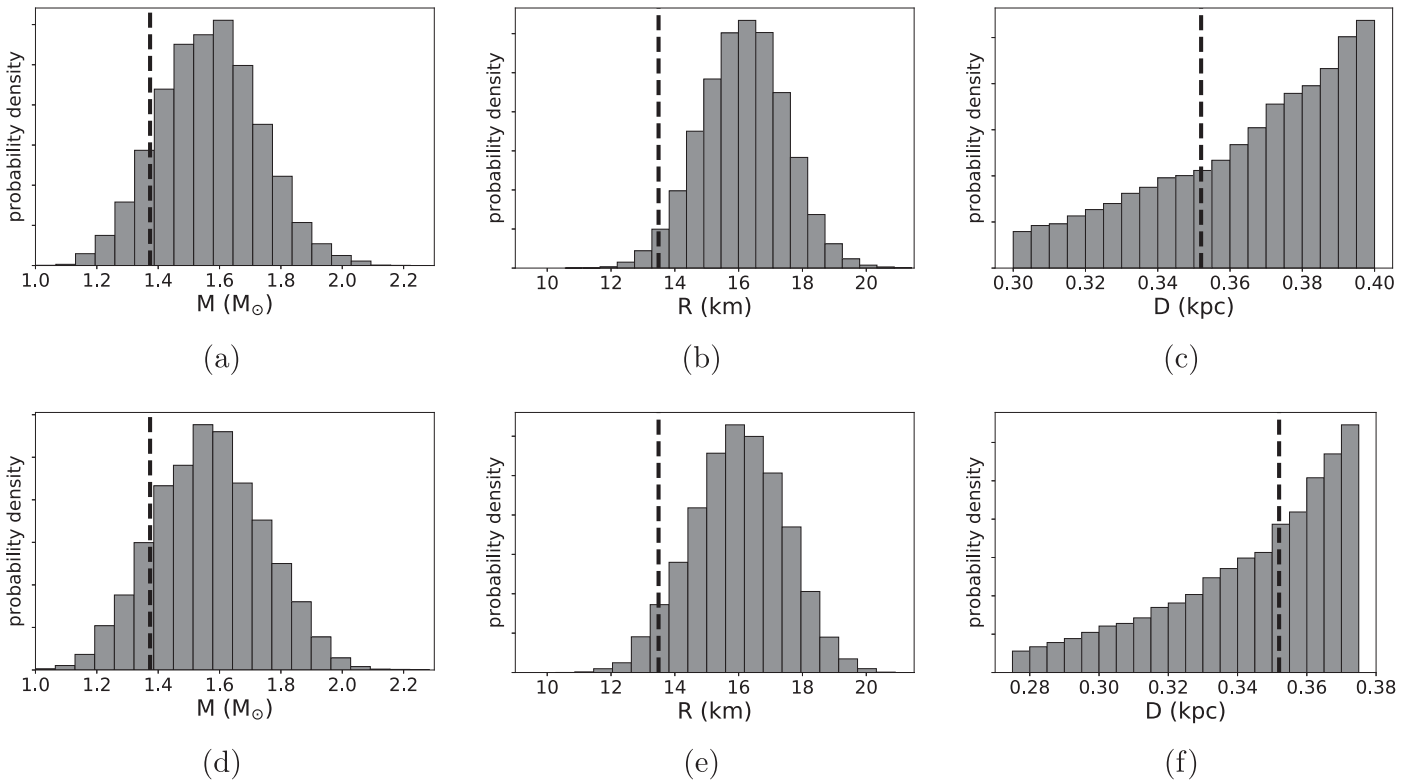 probability density
1.0 1.2 1.4 1.6 1.8 2.0 2.2
M (M⊙)
(a)
probability density
10 12 14 16 18 20
R (km)
(b)
probability density
0.30 0.32 0.34 0.36 0.38 0.40
D (kpc)
(c)
probability density
1.0 1.2 1.4 1.6 1.8 2.0 2.2
M (M⊙)
(d)
probability density
10 12 14 16 18 20
R (km)
(e)
probability density
0.28 0.30 0.32 0.34 0.36 0.38
D (kpc)
(f)